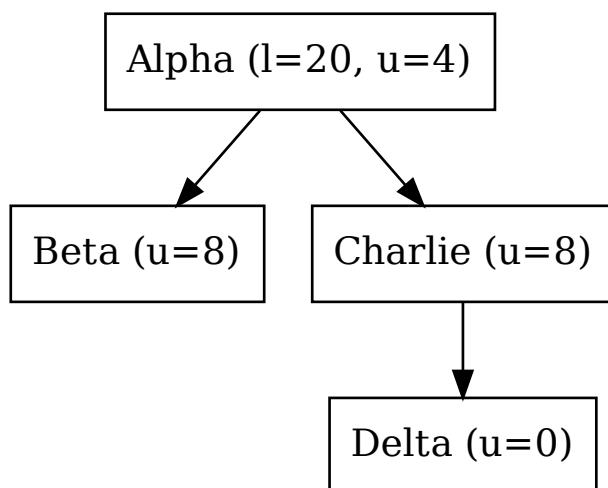 Alpha (l=20, u=4)
Beta (u=8)
Charlie (u=8)
Delta (u=0)